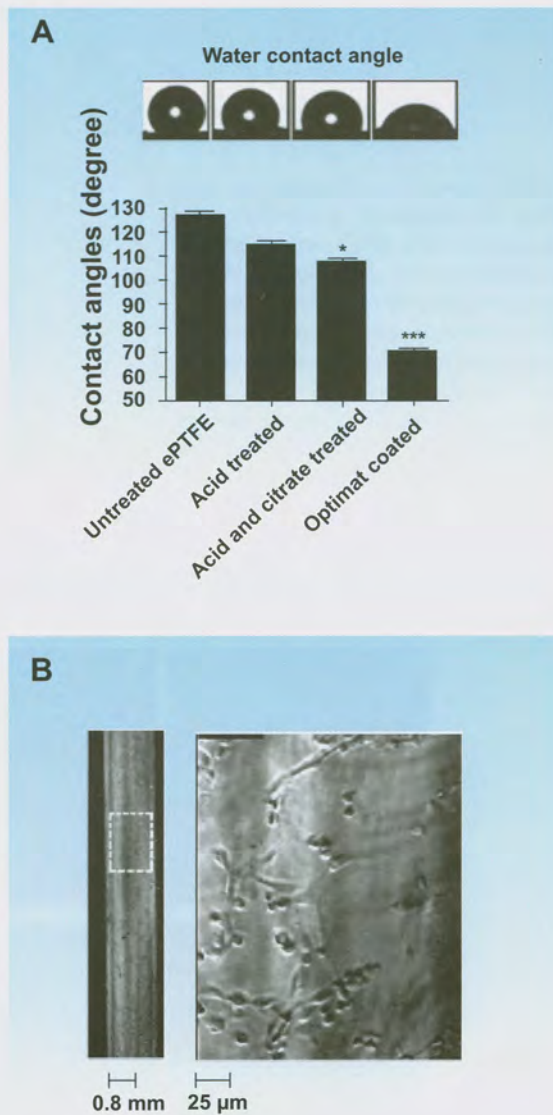 A
Water contact angle
Contact angles (degree)
130
120
110
100
90
80
70
60
50
*
***
Untreated ePTFE
Acid treated
Acid and citrate treated
Optimat coated
B
0.8 mm
25 µm